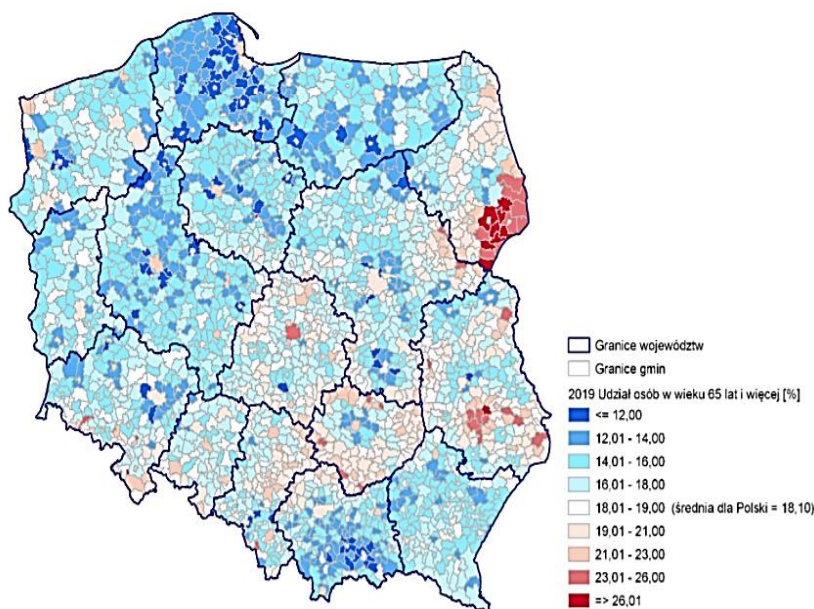 Granice województw
Granice gmin
2019 Udział osób w wieku 65 lat i więcej [%]
<= 12,00
12,01 - 14,00
14,01 - 16,00
16,01 - 18,00
18,01 - 19,00 (średnia dla Polski = 18,10)
19,01 - 21,00
21,01 - 23,00
23,01 - 26,00
=> 26,01